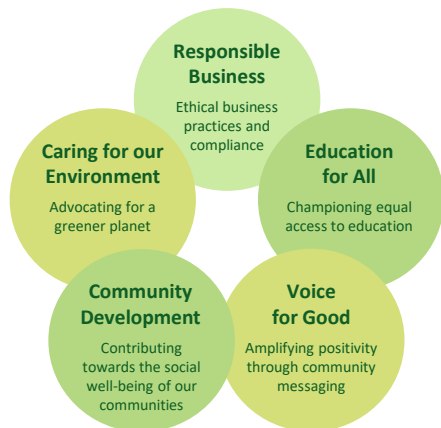 Responsible
Business
Ethical business
practices and
compliance
Caring for our
Environment
Advocating for a
greener planet
Education
for All
Championing equal
access to education
Community
Development
Contributing
towards the social
well-being of our
communities
Voice
for Good
Amplifying positivity
through community
messaging